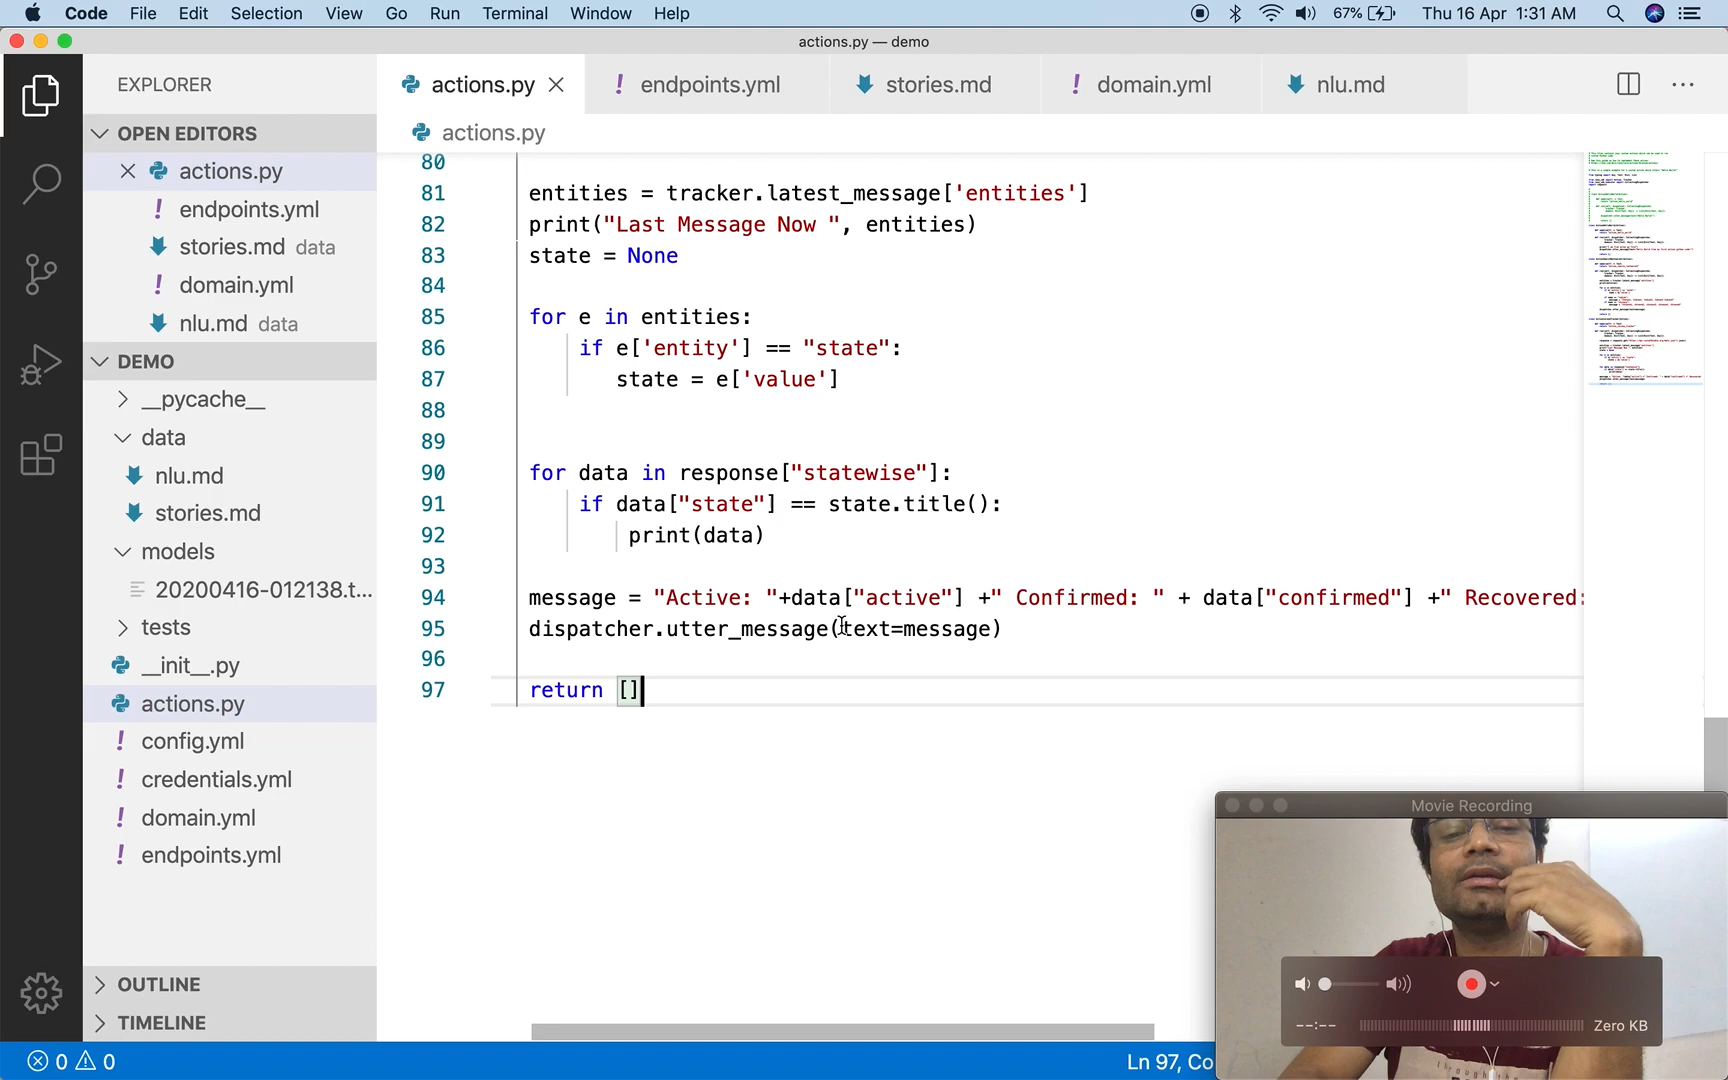 Code File Edit Selection View Go Run Terminal Window Help 67% Thu 16 Apr 1:31 AM
actions.py — demo
EXPLORER
OPEN EDITORS
actions.py
endpoints.yml
stories.md data
domain.yml
nlu.md data
DEMO
__pycache__
data
nlu.md
stories.md
models
20200416-012138.t...
tests
__init__.py
actions.py
config.yml
credentials.yml
domain.yml
endpoints.yml
OUTLINE
TIMELINE
actions.py endpoints.yml stories.md domain.yml nlu.md
actions.py
80
81 entities = tracker.latest_message['entities']
82 print("Last Message Now ", entities)
83 state = None
84
85 for e in entities:
86 if e['entity'] == "state":
87 state = e['value']
88
89
90 for data in response["statewise"]:
91 if data["state"] == state.title():
92 print(data)
93
94 message = "Active: "+data["active"] +" Confirmed: " + data["confirmed"] +" Recovered:
95 dispatcher.utter_message(text=message)
96
97 return []
Movie Recording
--:-- Zero KB
0 0 Ln 97, Co